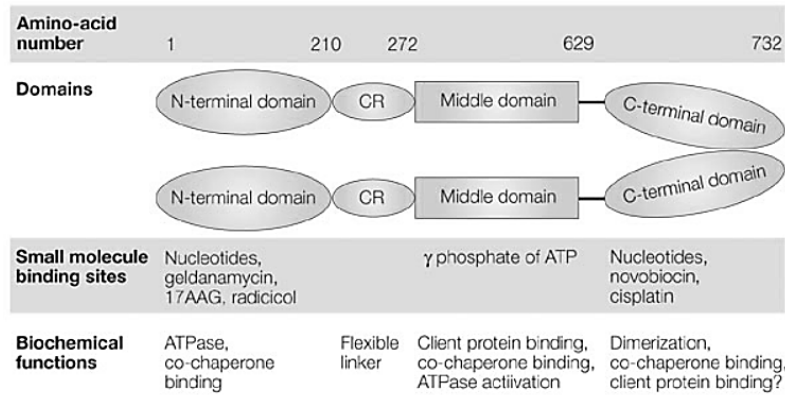 Amino-acid
number
1 210 272 629 732
Domains
N-terminal domain CR Middle domain C-terminal domain
N-terminal domain CR Middle domain C-terminal domain
Small molecule
binding sites
Nucleotides,
geldanamycin,
17AAG, radicicol
γ phosphate of ATP
Nucleotides,
novobiocin,
cisplatin
Biochemical
functions
ATPase,
co-chaperone
binding
Flexible
linker
Client protein binding,
co-chaperone binding,
ATPase actiivation
Dimerization,
co-chaperone binding,
client protein binding?